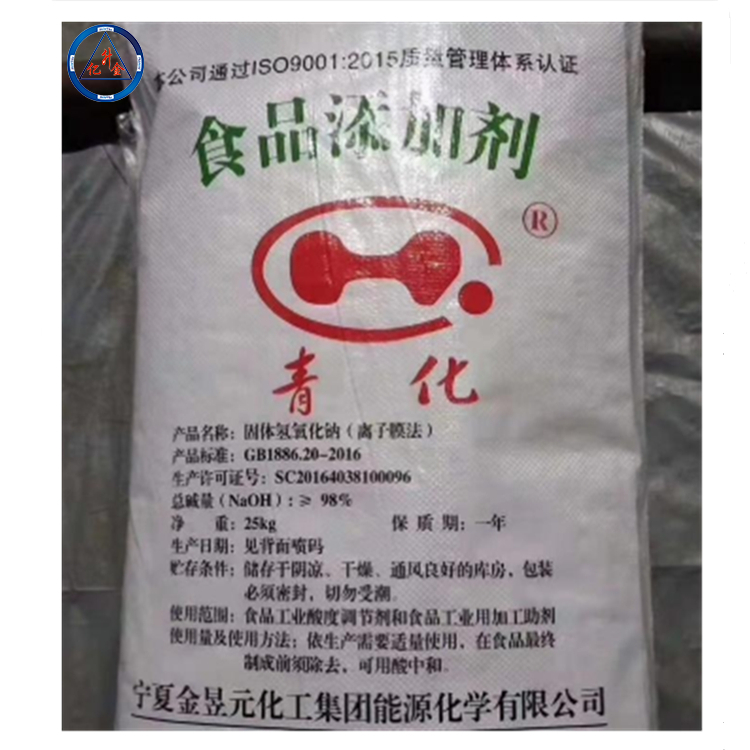 亿升金
本公司通过ISO9001:2015质量管理体系认证
食品添加剂
®
青化
产品名称：固体氢氧化钠（离子膜法）
产品标准：GB1886.20-2016
生产许可证号：SC20164038100096
总碱量（NaOH）：≥ 98%
净 重：25kg 保 质 期：一年
生产日期：见背面喷码
贮存条件：储存于阴凉、干燥、通风良好的库房，包装
必须密封，切勿受潮。
使用范围：食品工业酸度调节剂和食品工业用加工助剂
使用量及使用方法：依生产需要适量使用，在食品最终
制成前须除去，可用酸中和。
宁夏金昱元化工集团能源化学有限公司